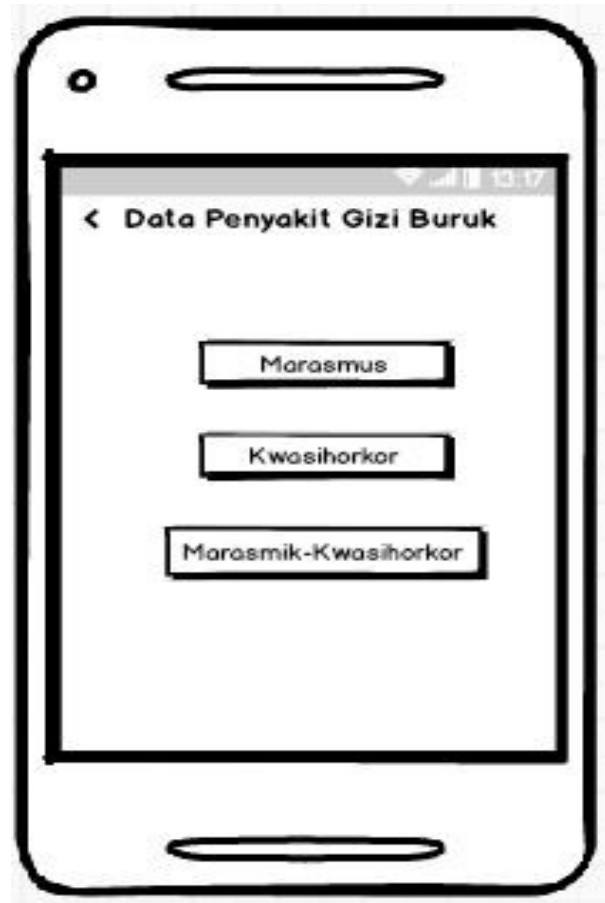 13:17
< Data Penyakit Gizi Buruk
Marasmus
Kwasihorkor
Marasmik-Kwasihorkor